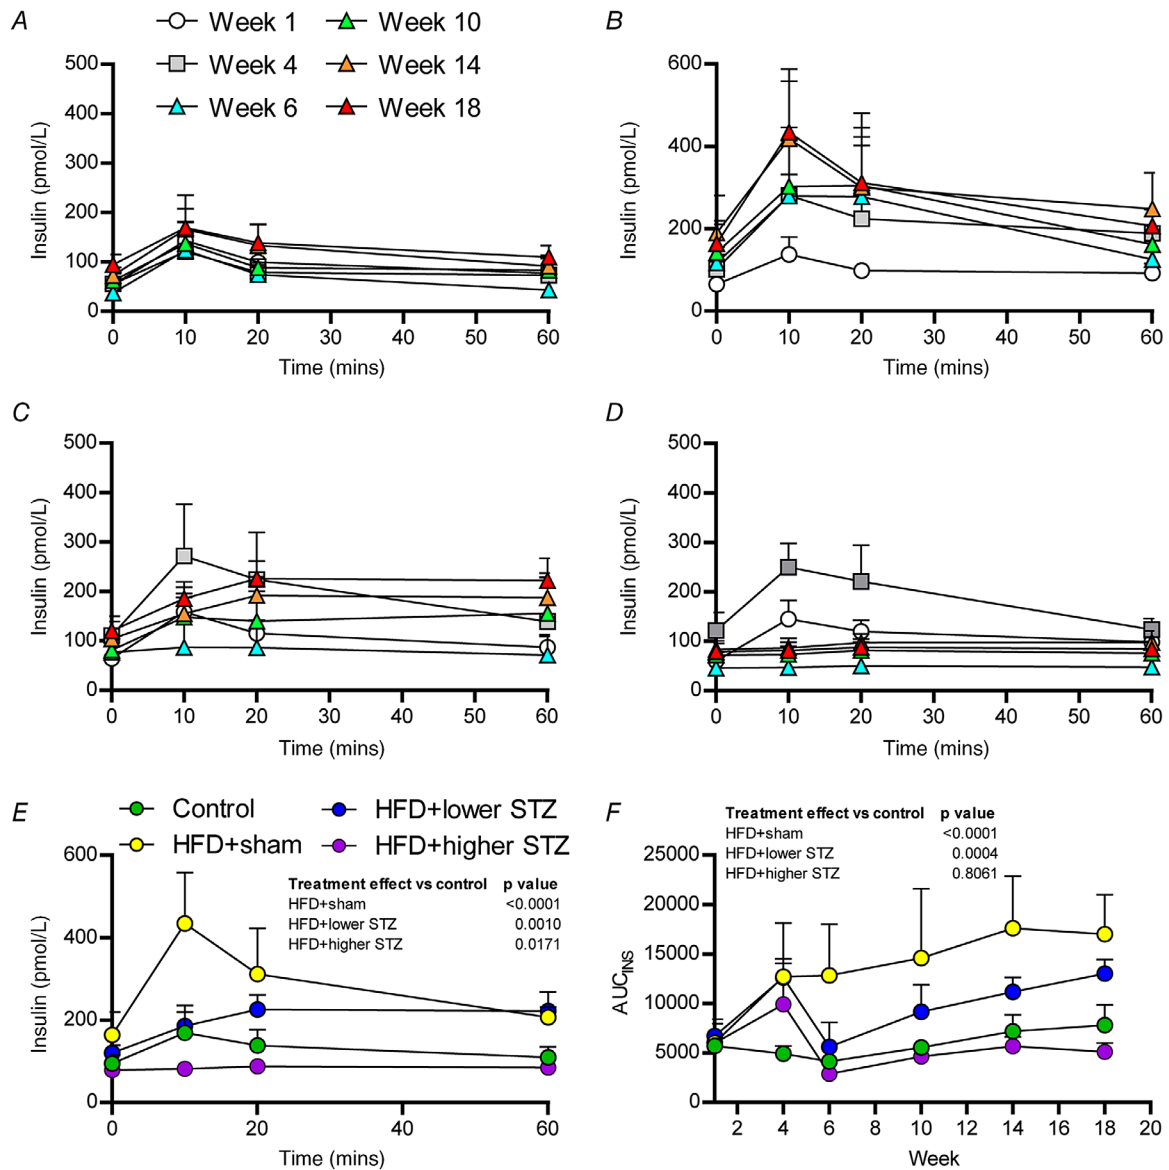 A
Week 1
Week 10
Week 4
Week 14
Week 6
Week 18
500
400
300
200
100
0
Insulin (pmol/L)
0 10 20 30 40 50 60
Time (mins)
B
600
400
200
0
Insulin (pmol/L)
0 10 20 30 40 50 60
Time (mins)
C
500
400
300
200
100
0
Insulin (pmol/L)
0 10 20 30 40 50 60
Time (mins)
D
500
400
300
200
100
0
Insulin (pmol/L)
0 10 20 30 40 50 60
Time (mins)
E
Control
HFD+lower STZ
HFD+sham
HFD+higher STZ
Treatment effect vs control p value
HFD+sham <0.0001
HFD+lower STZ 0.0010
HFD+higher STZ 0.0171
600
400
200
0
Insulin (pmol/L)
0 20 40 60
Time (mins)
F
Treatment effect vs control p value
HFD+sham <0.0001
HFD+lower STZ 0.0004
HFD+higher STZ 0.8061
25000
20000
15000
10000
5000
0
AUCINS
2 4 6 8 10 12 14 16 18 20
Week